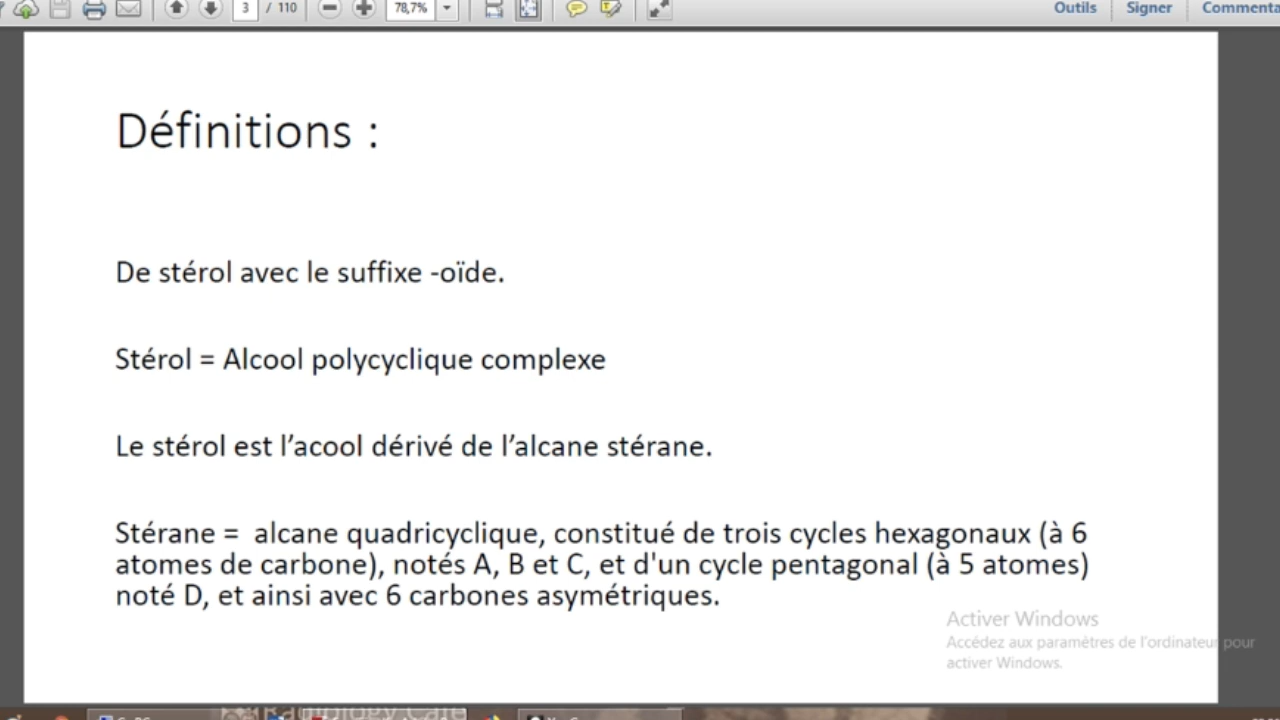 3 / 110 78,7% Outils Signer Commenta
Définitions :
De stérol avec le suffixe -oïde.
Stérol = Alcool polycyclique complexe
Le stérol est l’acool dérivé de l’alcane stérane.
Stérane = alcane quadricyclique, constitué de trois cycles hexagonaux (à 6
atomes de carbone), notés A, B et C, et d'un cycle pentagonal (à 5 atomes)
noté D, et ainsi avec 6 carbones asymétriques.
Activer Windows
Accédez aux paramètres de l'ordinateur pour
activer Windows.